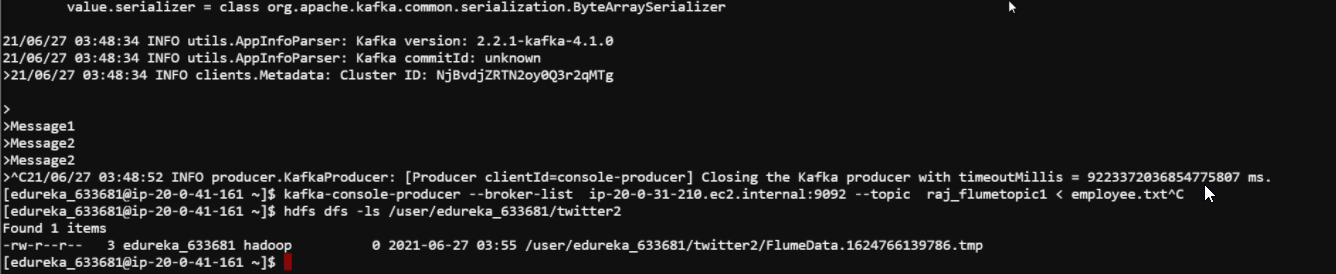 value.serializer = class org.apache.kafka.common.serialization.ByteArraySerializer
21/06/27 03:48:34 INFO utils.AppInfoParser: Kafka version: 2.2.1-kafka-4.1.0
21/06/27 03:48:34 INFO utils.AppInfoParser: Kafka commitId: unknown
>21/06/27 03:48:34 INFO clients.Metadata: Cluster ID: NjBvdjZRTN2oy0Q3r2qMTg
>
>Message1
>Message2
>Message2
>^C21/06/27 03:48:52 INFO producer.KafkaProducer: [Producer clientId=console-producer] Closing the Kafka producer with timeoutMillis = 9223372036854775807 ms.
[edureka_633681@ip-20-0-41-161 ~]$ kafka-console-producer --broker-list  ip-20-0-31-210.ec2.internal:9092 --topic  raj_flumetopic1 < employee.txt^C
[edureka_633681@ip-20-0-41-161 ~]$ hdfs dfs -ls /user/edureka_633681/twitter2
Found 1 items
-rw-r--r--   3 edureka_633681 hadoop          0 2021-06-27 03:55 /user/edureka_633681/twitter2/FlumeData.1624766139786.tmp
[edureka_633681@ip-20-0-41-161 ~]$